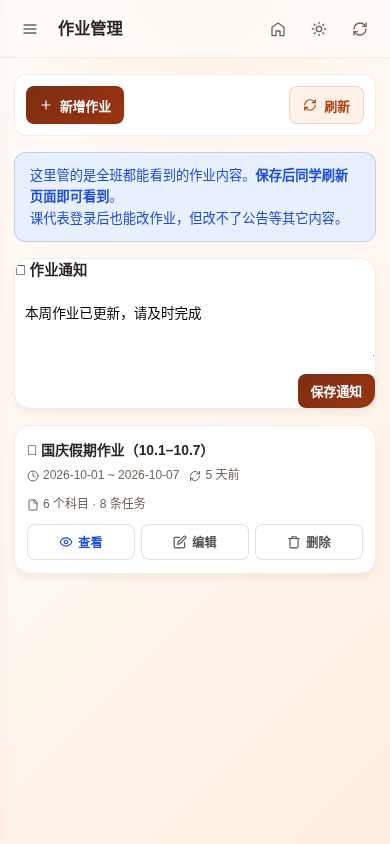 作业管理
新增作业
刷新
这里管的是全班都能看到的作业内容。保存后同学刷新
页面即可看到。
课代表登录后也能改作业，但改不了公告等其它内容。
作业通知
本周作业已更新，请及时完成
保存通知
国庆假期作业（10.1–10.7）
2026-10-01 ~ 2026-10-07 5 天前
6 个科目 · 8 条任务
查看 编辑 删除